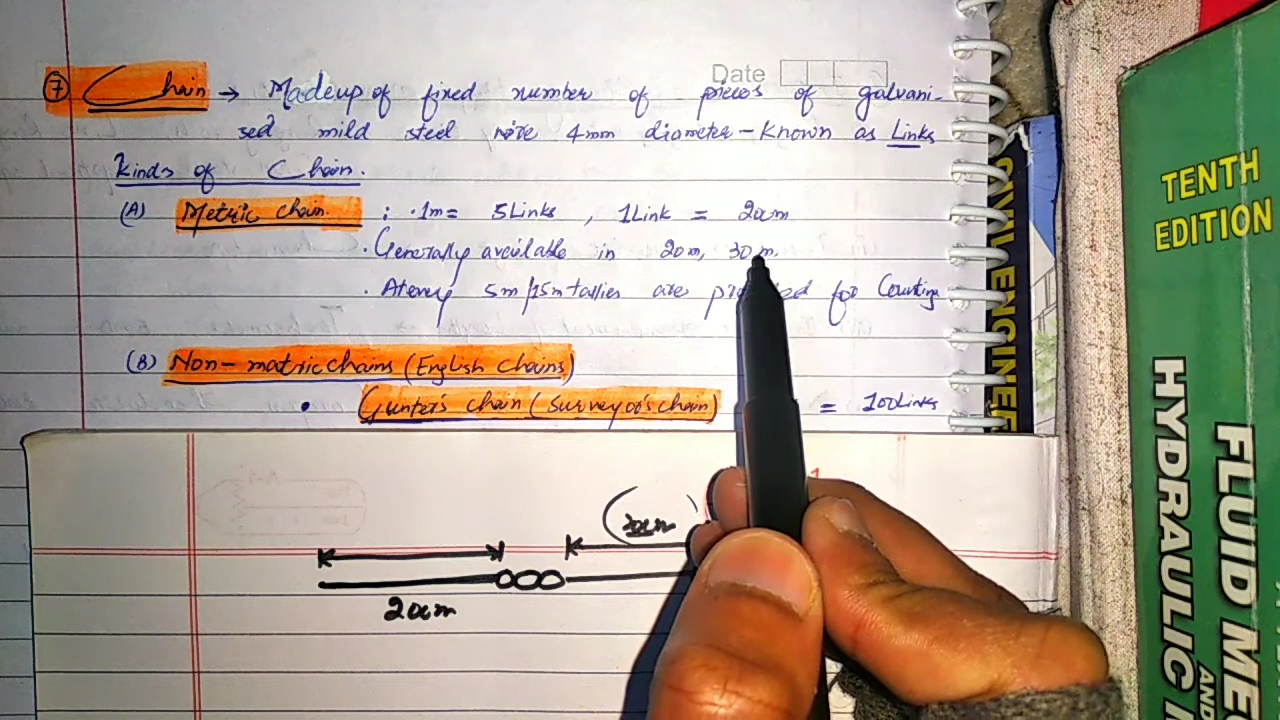 Date
⑦ Chain → Madeup of fixed number of pieces of galvani-
sed mild steel wire 4mm diameter - Known as Links
Kinds of Chain.
(A) Metric chain. : · 1m = 5Links , 1Link = 20cm
· Generally available in 20m, 30m.
· At every 5m/15m tallies are for Counting
(B) Non-matric chains (English Chains)
• Gunter's chain (Surveyor's chain) = 100Links
20cm
20cm
CIVIL ENGINEE
TENTH
EDITION
FLUID ME
AND
HYDRAULIC